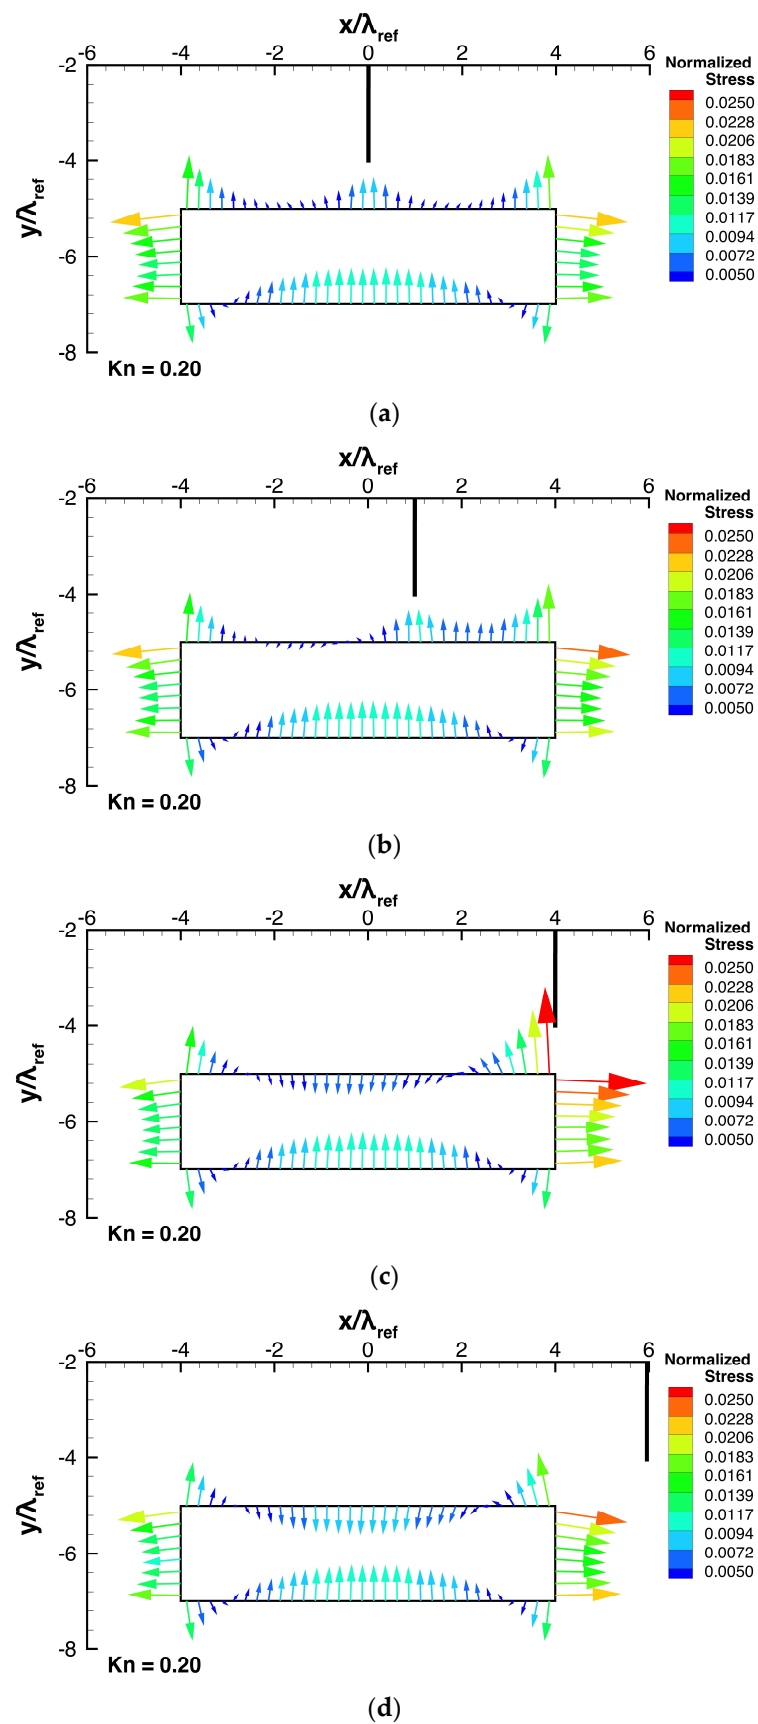 x/λref
-6 -4 -2 0 2 4 6
-2
-4
-6
-8
y/λref
Normalized
Stress
0.0250
0.0228
0.0206
0.0183
0.0161
0.0139
0.0117
0.0094
0.0072
0.0050
Kn = 0.20
(a)
x/λref
-6 -4 -2 0 2 4 6
-2
-4
-6
-8
y/λref
Normalized
Stress
0.0250
0.0228
0.0206
0.0183
0.0161
0.0139
0.0117
0.0094
0.0072
0.0050
Kn = 0.20
(b)
x/λref
-6 -4 -2 0 2 4 6
-2
-4
-6
-8
y/λref
Normalized
Stress
0.0250
0.0228
0.0206
0.0183
0.0161
0.0139
0.0117
0.0094
0.0072
0.0050
Kn = 0.20
(c)
x/λref
-6 -4 -2 0 2 4 6
-2
-4
-6
-8
y/λref
Normalized
Stress
0.0250
0.0228
0.0206
0.0183
0.0161
0.0139
0.0117
0.0094
0.0072
0.0050
Kn = 0.20
(d)